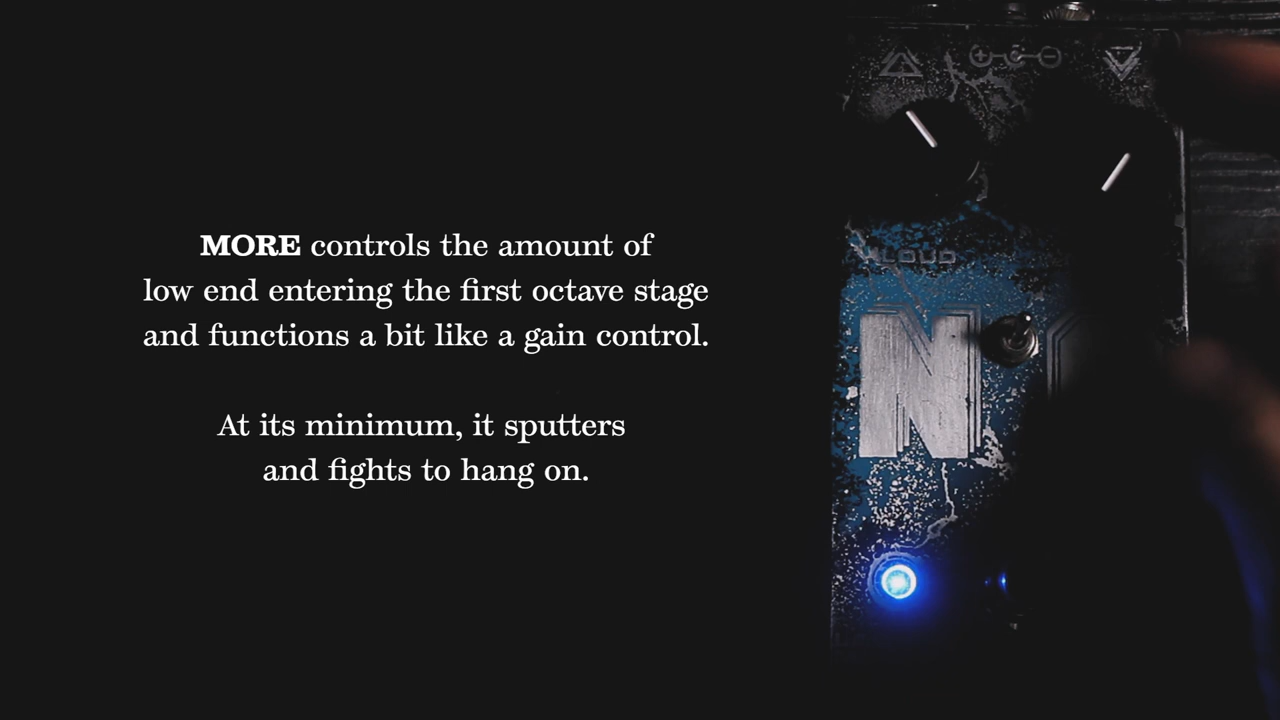 MORE controls the amount of
low end entering the first octave stage
and functions a bit like a gain control.
At its minimum, it sputters
and fights to hang on.
LOUD
N